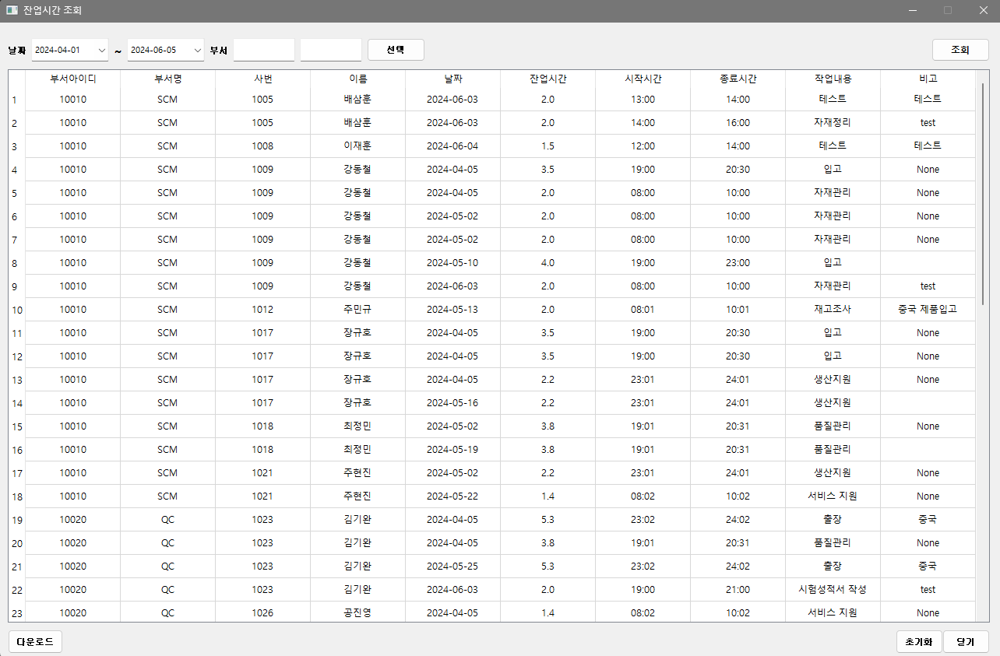 잔업시간 조회
날짜 2024-04-01 ~ 2024-06-05 부서 선택 조회
부서아이디 부서명 사번 이름 날짜 잔업시간 시작시간 종료시간 작업내용 비고
1 10010 SCM 1005 배삼훈 2024-06-03 2.0 13:00 14:00 테스트 테스트
2 10010 SCM 1005 배삼훈 2024-06-03 2.0 14:00 16:00 자재정리 test
3 10010 SCM 1008 이재훈 2024-06-04 1.5 12:00 14:00 테스트 테스트
4 10010 SCM 1009 강동철 2024-04-05 3.5 19:00 20:30 입고 None
5 10010 SCM 1009 강동철 2024-04-05 2.0 08:00 10:00 자재관리 None
6 10010 SCM 1009 강동철 2024-05-02 2.0 08:00 10:00 자재관리 None
7 10010 SCM 1009 강동철 2024-05-02 2.0 08:00 10:00 자재관리 None
8 10010 SCM 1009 강동철 2024-05-10 4.0 19:00 23:00 입고
9 10010 SCM 1009 강동철 2024-06-03 2.0 08:00 10:00 자재관리 test
10 10010 SCM 1012 주민규 2024-05-13 2.0 08:01 10:01 재고조사 중국 제품입고
11 10010 SCM 1017 장규호 2024-04-05 3.5 19:00 20:30 입고 None
12 10010 SCM 1017 장규호 2024-04-05 3.5 19:00 20:30 입고 None
13 10010 SCM 1017 장규호 2024-04-05 2.2 23:01 24:01 생산지원 None
14 10010 SCM 1017 장규호 2024-05-16 2.2 23:01 24:01 생산지원
15 10010 SCM 1018 최정민 2024-05-02 3.8 19:01 20:31 품질관리 None
16 10010 SCM 1018 최정민 2024-05-19 3.8 19:01 20:31 품질관리
17 10010 SCM 1021 주현진 2024-05-02 2.2 23:01 24:01 생산지원 None
18 10010 SCM 1021 주현진 2024-05-22 1.4 08:02 10:02 서비스 지원 None
19 10020 QC 1023 김기완 2024-04-05 5.3 23:02 24:02 출장 중국
20 10020 QC 1023 김기완 2024-04-05 3.8 19:01 20:31 품질관리 None
21 10020 QC 1023 김기완 2024-05-25 5.3 23:02 24:02 출장 중국
22 10020 QC 1023 김기완 2024-06-03 2.0 19:00 21:00 시험성적서 작성 test
23 10020 QC 1026 공진영 2024-04-05 1.4 08:02 10:02 서비스 지원 None
다운로드 초기화 닫기